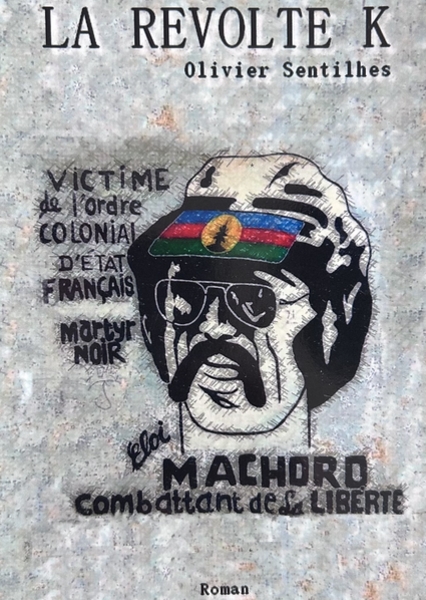 LA REVOLTE K
Olivier Sentilhes
VICTIME
de l'ordre
COLONIAl
D'ETAT
FRANÇAIS
Martyr
NOIR
Eloi
MACHORO
Combattant de La LIBERTE
Roman